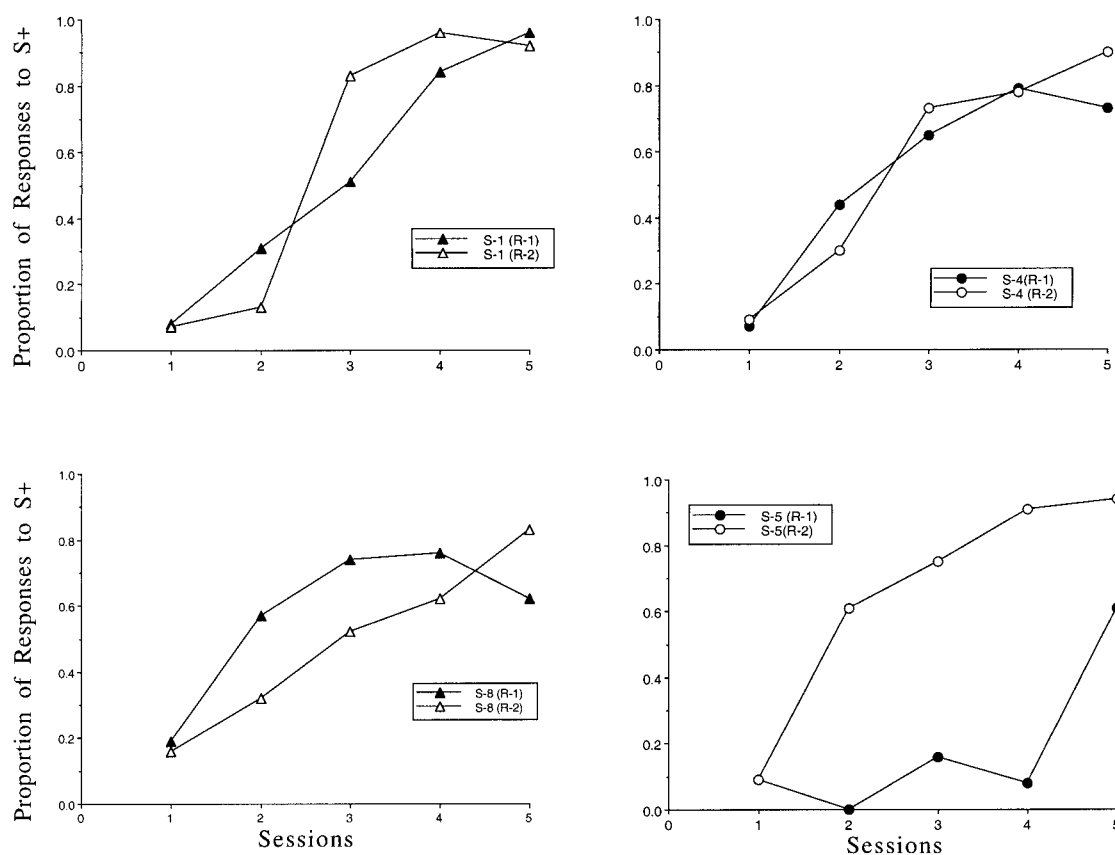 Proportion of Responses to S+
1.0
0.8
0.6
0.4
0.2
0.0
0 1 2 3 4 5
S-1 (R-1)
S-1 (R-2)
1.0
0.8
0.6
0.4
0.2
0.0
0 1 2 3 4 5
S-4(R-1)
S-4 (R-2)
Proportion of Responses to S+
1.0
0.8
0.6
0.4
0.2
0.0
0 1 2 3 4 5
S-8 (R-1)
S-8 (R-2)
Sessions
1.0
0.8
0.6
0.4
0.2
0.0
0 1 2 3 4 5
S-5 (R-1)
S-5(R-2)
Sessions